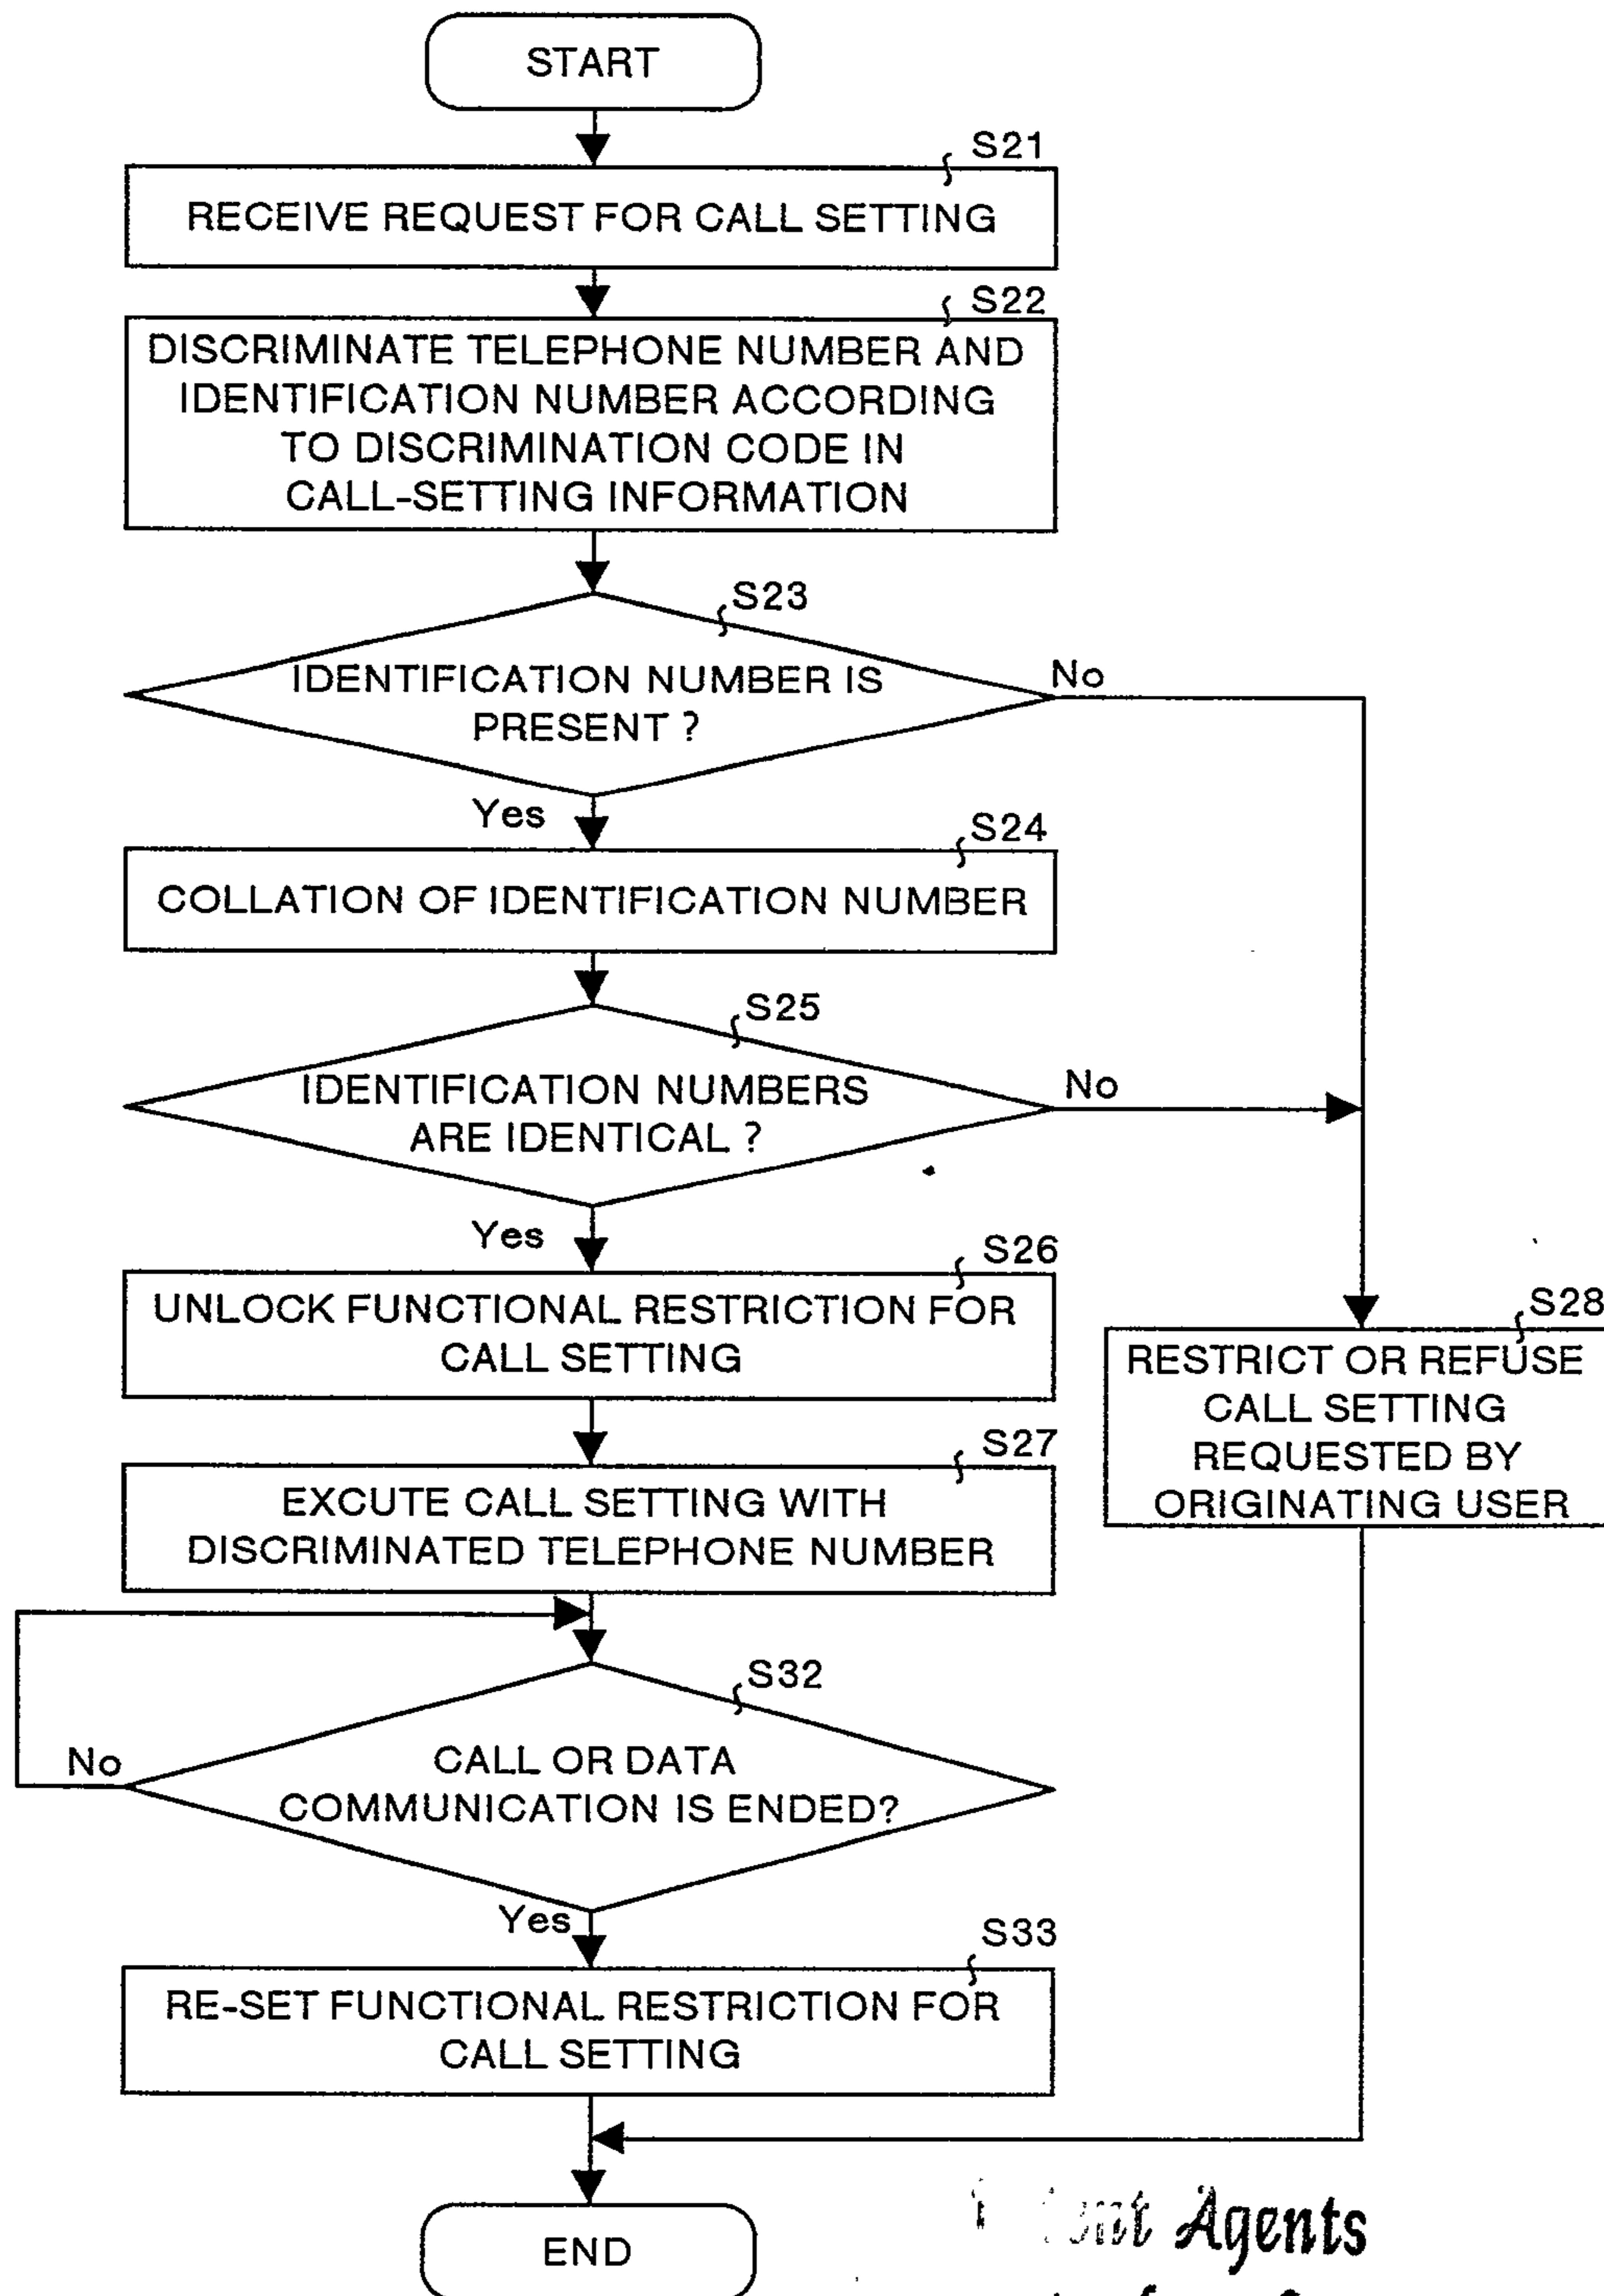 START
S21
RECEIVE REQUEST FOR CALL SETTING
S22
DISCRIMINATE TELEPHONE NUMBER AND
IDENTIFICATION NUMBER ACCORDING
TO DISCRIMINATION CODE IN
CALL-SETTING INFORMATION
S23
IDENTIFICATION NUMBER IS
PRESENT ?
No
Yes
S24
COLLATION OF IDENTIFICATION NUMBER
S25
IDENTIFICATION NUMBERS
ARE IDENTICAL ?
No
Yes
S26
UNLOCK FUNCTIONAL RESTRICTION FOR
CALL SETTING
S28
RESTRICT OR REFUSE
CALL SETTING
REQUESTED BY
ORIGINATING USER
S27
EXCUTE CALL SETTING WITH
DISCRIMINATED TELEPHONE NUMBER
S32
CALL OR DATA
COMMUNICATION IS ENDED?
No
Yes
S33
RE-SET FUNCTIONAL RESTRICTION FOR
CALL SETTING
END
Agents